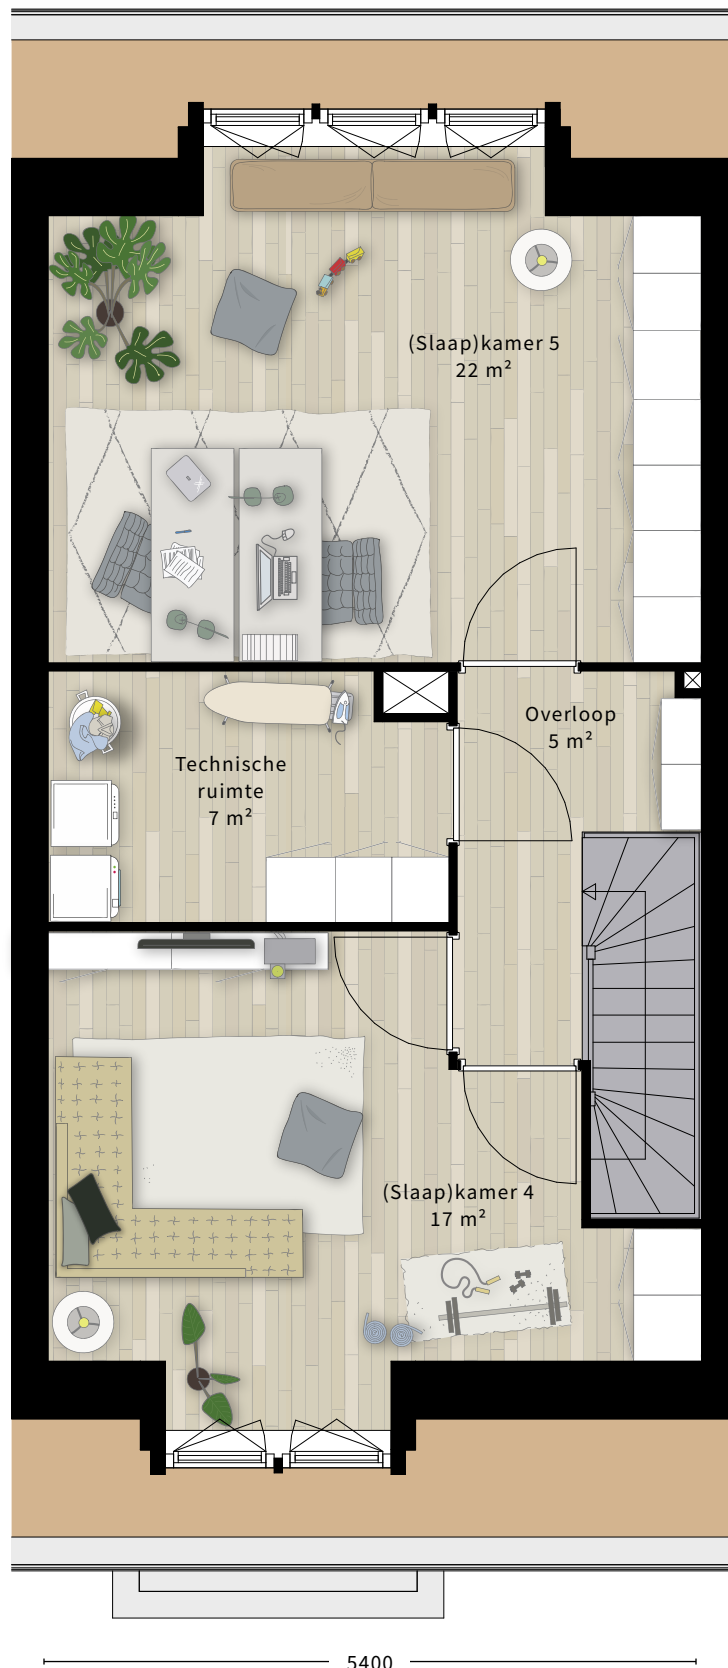 (Slaap)kamer 5
22 m²
Overloop
5 m²
Technische
ruimte
7 m²
(Slaap)kamer 4
17 m²
5400